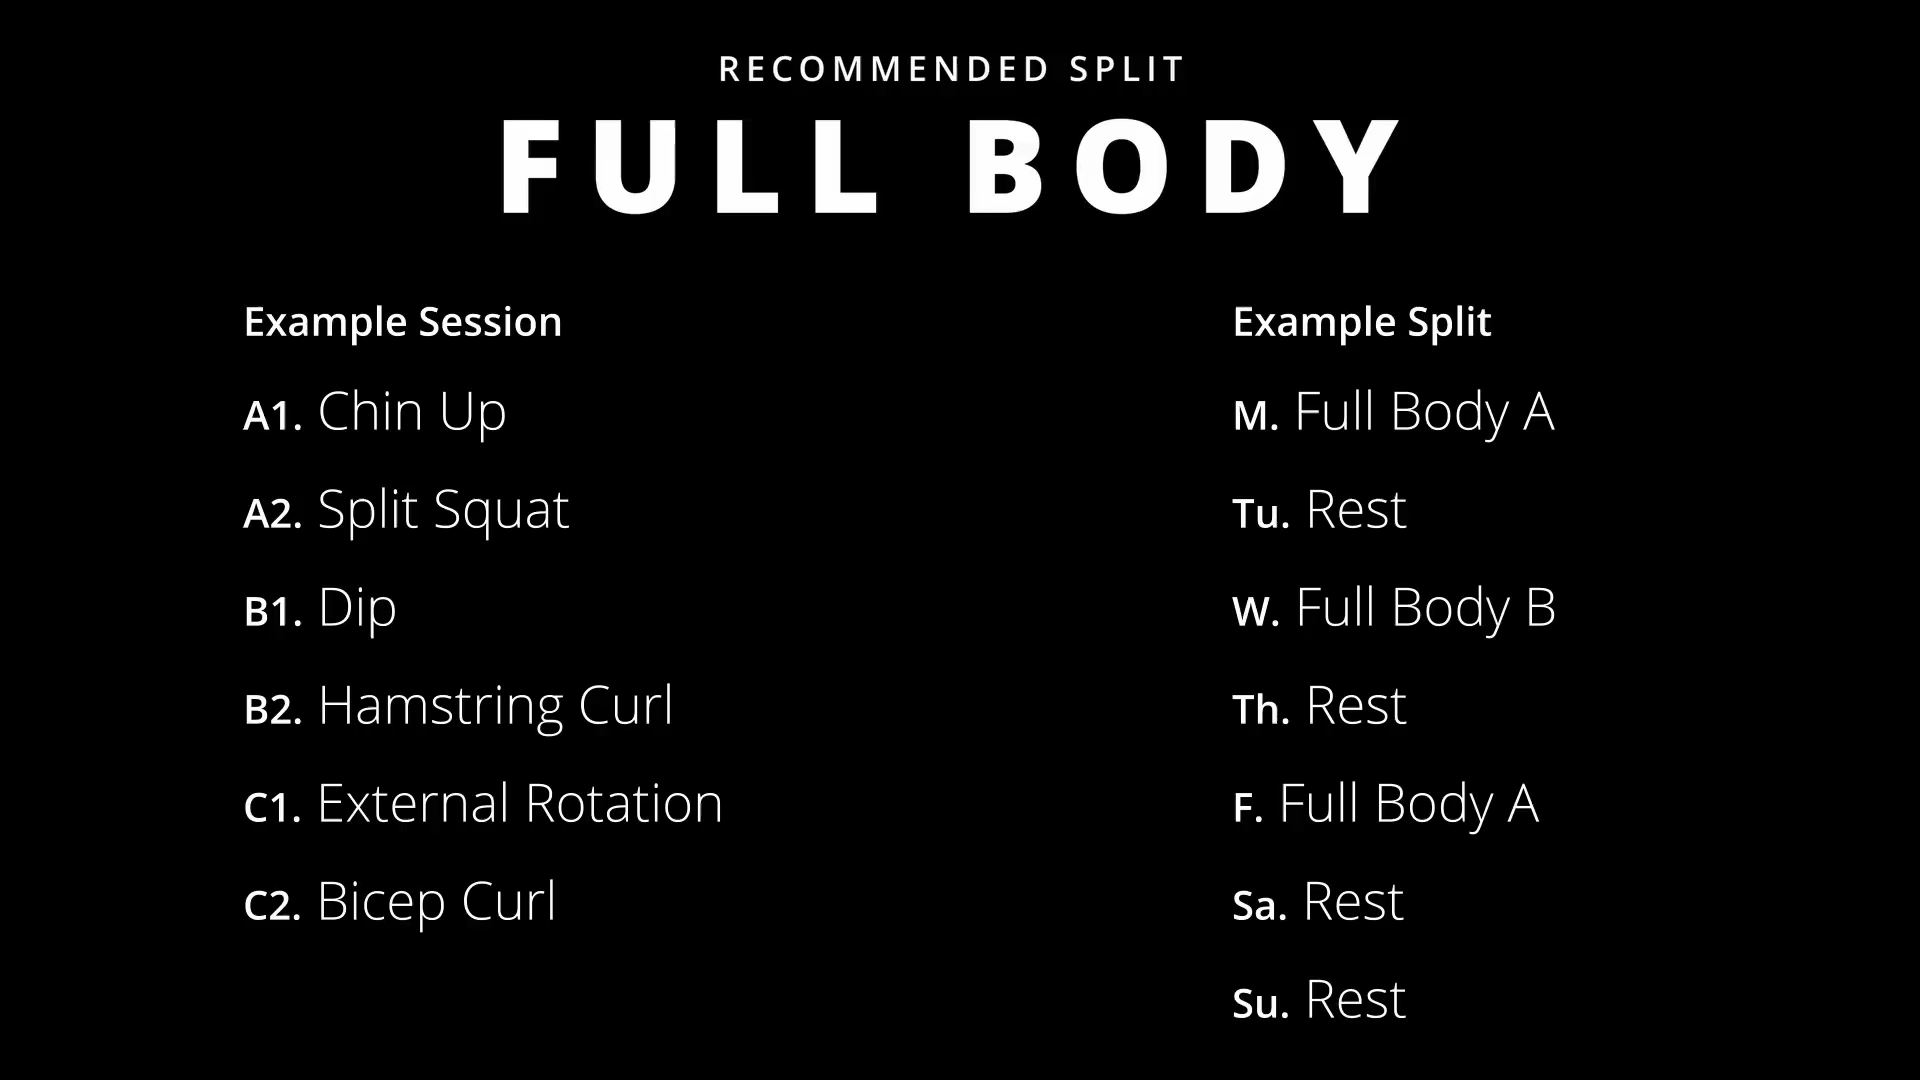 RECOMMENDED SPLIT
FULL BODY
Example Session
A1. Chin Up
A2. Split Squat
B1. Dip
B2. Hamstring Curl
C1. External Rotation
C2. Bicep Curl
Example Split
M. Full Body A
Tu. Rest
W. Full Body B
Th. Rest
F. Full Body A
Sa. Rest
Su. Rest